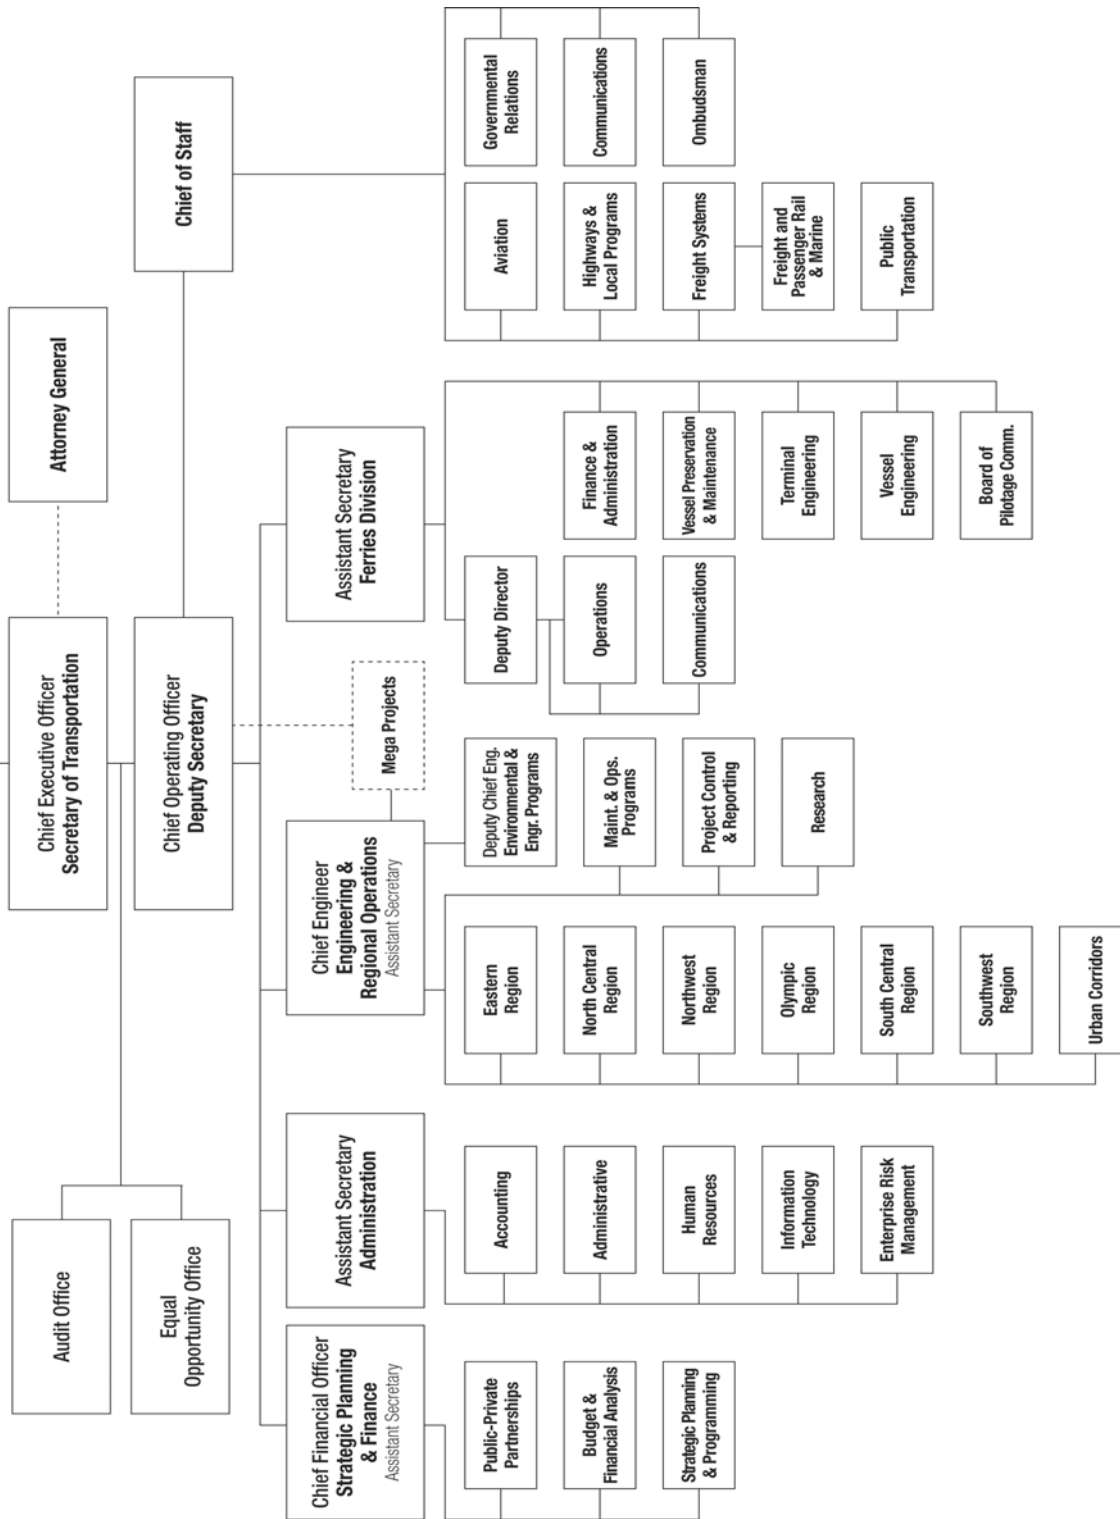 Chief Executive Officer
Secretary of Transportation
Attorney General
Audit Office
Equal
Opportunity Office
Chief Operating Officer
Deputy Secretary
Chief of Staff
Chief Financial Officer
Strategic Planning
& Finance
Assistant Secretary
Assistant Secretary
Administration
Chief Engineer
Engineering &
Regional Operations
Assistant Secretary
Mega Projects
Assistant Secretary
Ferries Division
Public-Private
Partnerships
Budget &
Financial Analysis
Strategic Planning
& Programming
Accounting
Administrative
Human
Resources
Information
Technology
Enterprise Risk
Management
Eastern
Region
North Central
Region
Northwest
Region
Olympic
Region
South Central
Region
Southwest
Region
Urban Corridors
Deputy Chief Eng.
Environmental &
Engr. Programs
Maint. & Ops.
Programs
Project Control
& Reporting
Research
Deputy Director
Operations
Communications
Finance &
Administration
Vessel Preservation
& Maintenance
Terminal
Engineering
Vessel
Engineering
Board of
Pilotage Comm.
Aviation
Highways &
Local Programs
Freight Systems
Freight and
Passenger Rail
& Marine
Public
Transportation
Governmental
Relations
Communications
Ombudsman